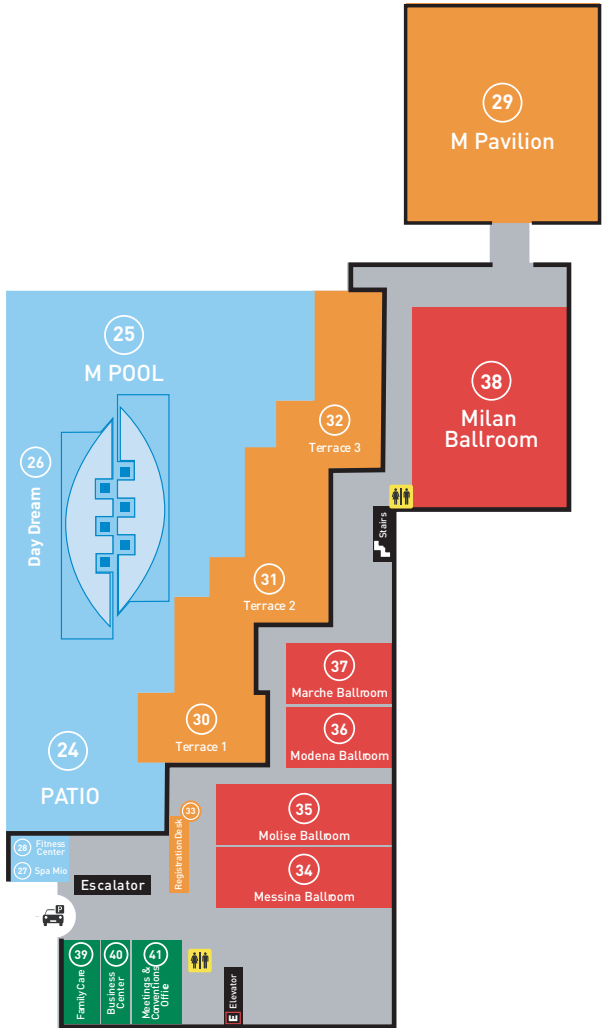 29
M Pavilion
25
M POOL
38
Milan
Ballroom
32
Terrace 3
26
Day Dream
Stairs
31
Terrace 2
37
Marche Ballroom
30
Terrace 1
36
Modena Ballroom
24
PATIO
33
Registration Desk
35
Molise Ballroom
28
Fitness
Center
27
Spa Mio
34
Messina Ballroom
Escalator
P
39
Family Care
40
Business
Center
41
Meetings &
Conventions
Offie
E
Elevator